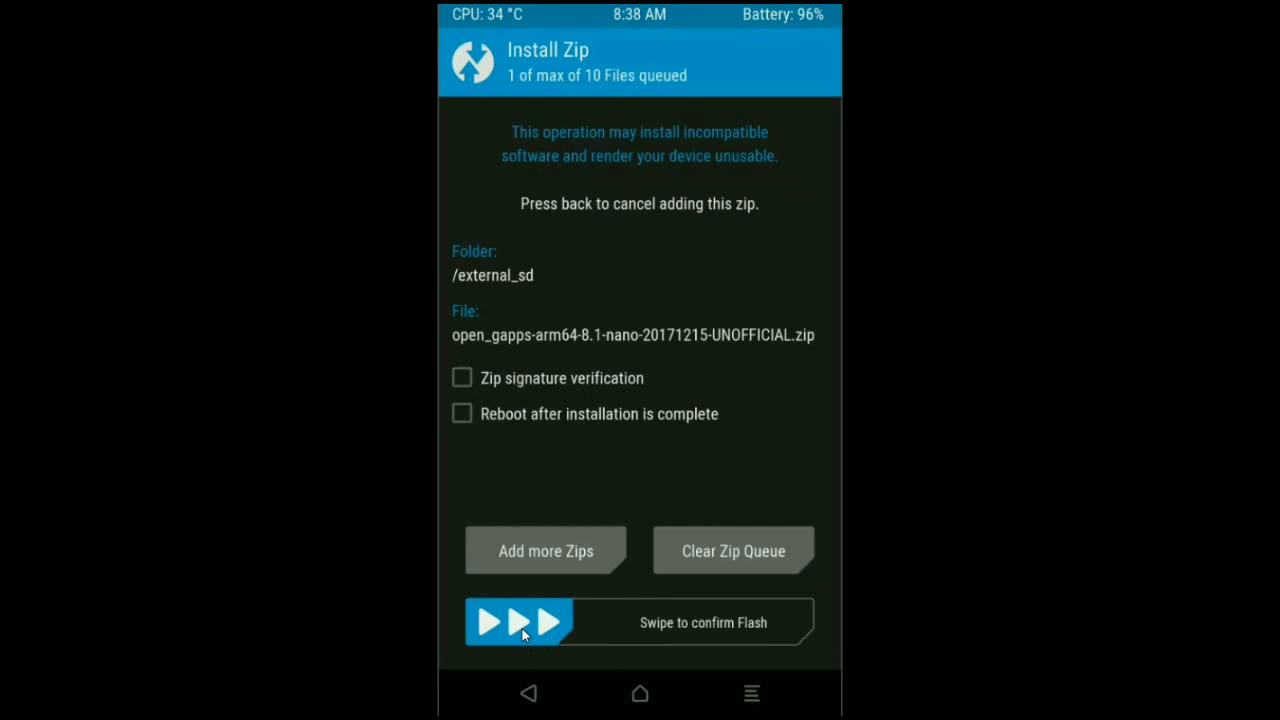 CPU: 34 °C 8:38 AM Battery: 96%
Install Zip
1 of max of 10 Files queued
This operation may install incompatible
software and render your device unusable.
Press back to cancel adding this zip.
Folder:
/external_sd
File:
open_gapps-arm64-8.1-nano-20171215-UNOFFICIAL.zip
Zip signature verification
Reboot after installation is complete
Add more Zips Clear Zip Queue
Swipe to confirm Flash